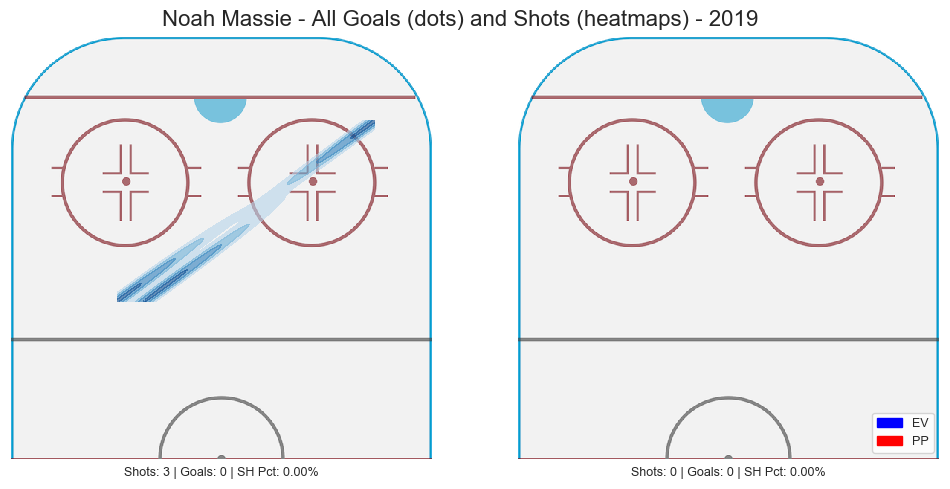 Noah Massie - All Goals (dots) and Shots (heatmaps) - 2019
EV
PP
Shots: 3 | Goals: 0 | SH Pct: 0.00%
Shots: 0 | Goals: 0 | SH Pct: 0.00%